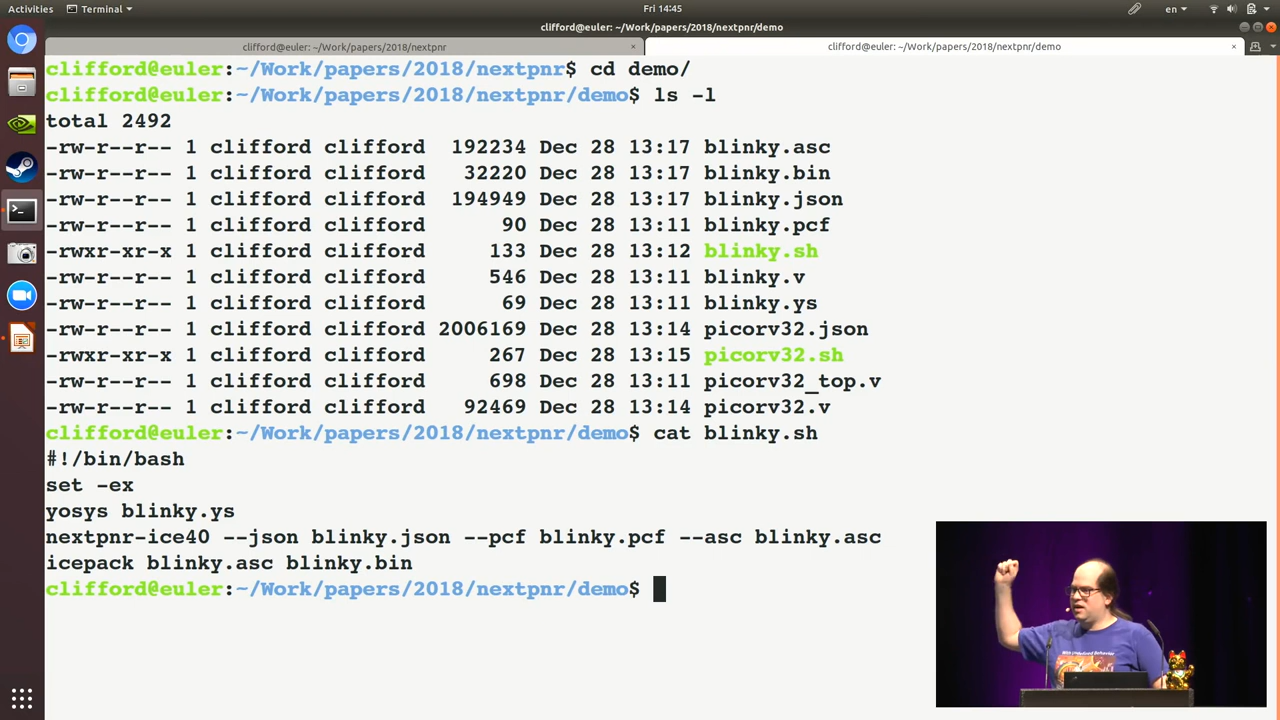 Activities
Terminal
Fri 14:45
en
clifford@euler: ~/Work/papers/2018/nextpnr/demo
clifford@euler: ~/Work/papers/2018/nextpnr
clifford@euler: ~/Work/papers/2018/nextpnr/demo
clifford@euler:~/Work/papers/2018/nextpnr$ cd demo/
clifford@euler:~/Work/papers/2018/nextpnr/demo$ ls -l
total 2492
-rw-r--r-- 1 clifford clifford 192234 Dec 28 13:17 blinky.asc
-rw-r--r-- 1 clifford clifford 32220 Dec 28 13:17 blinky.bin
-rw-r--r-- 1 clifford clifford 194949 Dec 28 13:17 blinky.json
-rw-r--r-- 1 clifford clifford 90 Dec 28 13:11 blinky.pcf
-rwxr-xr-x 1 clifford clifford 133 Dec 28 13:12 blinky.sh
-rw-r--r-- 1 clifford clifford 546 Dec 28 13:11 blinky.v
-rw-r--r-- 1 clifford clifford 69 Dec 28 13:11 blinky.ys
-rw-r--r-- 1 clifford clifford 2006169 Dec 28 13:14 picorv32.json
-rwxr-xr-x 1 clifford clifford 267 Dec 28 13:15 picorv32.sh
-rw-r--r-- 1 clifford clifford 698 Dec 28 13:11 picorv32_top.v
-rw-r--r-- 1 clifford clifford 92469 Dec 28 13:14 picorv32.v
clifford@euler:~/Work/papers/2018/nextpnr/demo$ cat blinky.sh
#!/bin/bash
set -ex
yosys blinky.ys
nextpnr-ice40 --json blinky.json --pcf blinky.pcf --asc blinky.asc
icepack blinky.asc blinky.bin
clifford@euler:~/Work/papers/2018/nextpnr/demo$